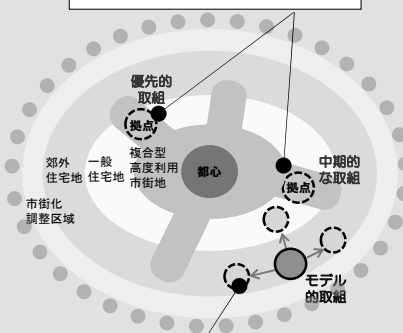 優先的
取組
拠点
郊外
住宅地
一般
住宅地
複合型
高度利用
市街地
都心
中期的
な取組
拠点
市街化
調整区域
モデル
的取組